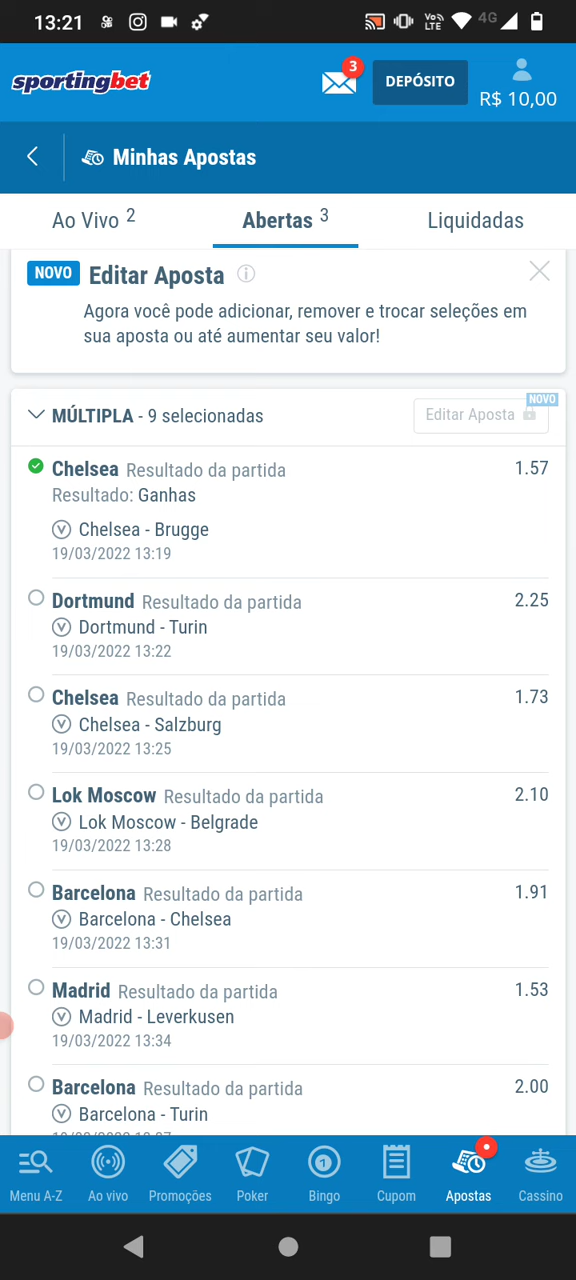 13:21
Vo)) LTE
4G
sportingbet
3
DEPÓSITO
R$ 10,00
Minhas Apostas
Ao Vivo 2
Abertas 3
Liquidadas
NOVO Editar Aposta
Agora você pode adicionar, remover e trocar seleções em
sua aposta ou até aumentar seu valor!
NOVO
MÚLTIPLA - 9 selecionadas
Editar Aposta
Chelsea Resultado da partida 1.57
Resultado: Ganhas
Chelsea - Brugge
19/03/2022 13:19
Dortmund Resultado da partida 2.25
Dortmund - Turin
19/03/2022 13:22
Chelsea Resultado da partida 1.73
Chelsea - Salzburg
19/03/2022 13:25
Lok Moscow Resultado da partida 2.10
Lok Moscow - Belgrade
19/03/2022 13:28
Barcelona Resultado da partida 1.91
Barcelona - Chelsea
19/03/2022 13:31
Madrid Resultado da partida 1.53
Madrid - Leverkusen
19/03/2022 13:34
Barcelona Resultado da partida 2.00
Barcelona - Turin
Menu A-Z
Ao vivo
Promoções
Poker
Bingo
Cupom
Apostas
Cassino